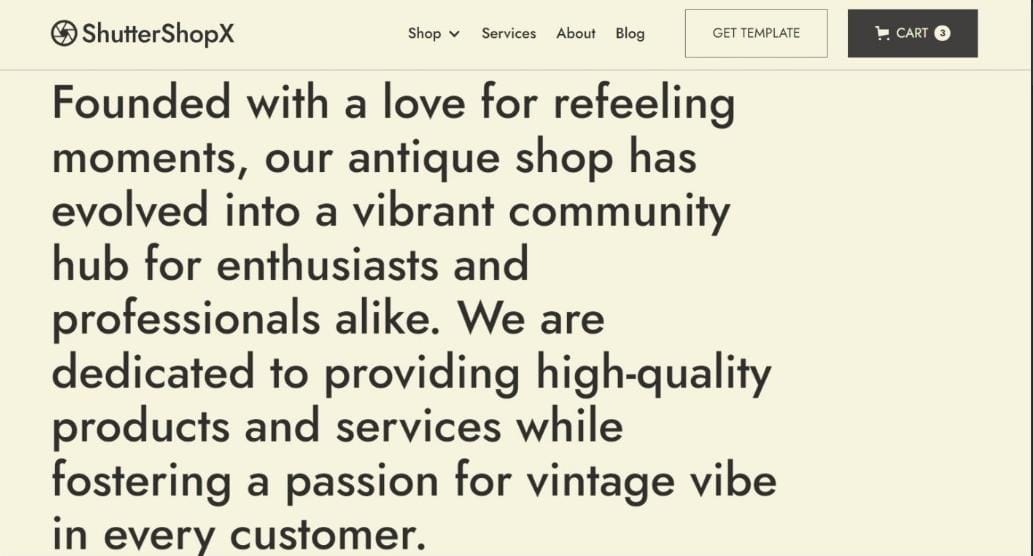 ShutterShopX
Shop
Services
About
Blog
GET TEMPLATE
CART 3
Founded with a love for refeeling
moments, our antique shop has
evolved into a vibrant community
hub for enthusiasts and
professionals alike. We are
dedicated to providing high-quality
products and services while
fostering a passion for vintage vibe
in every customer.